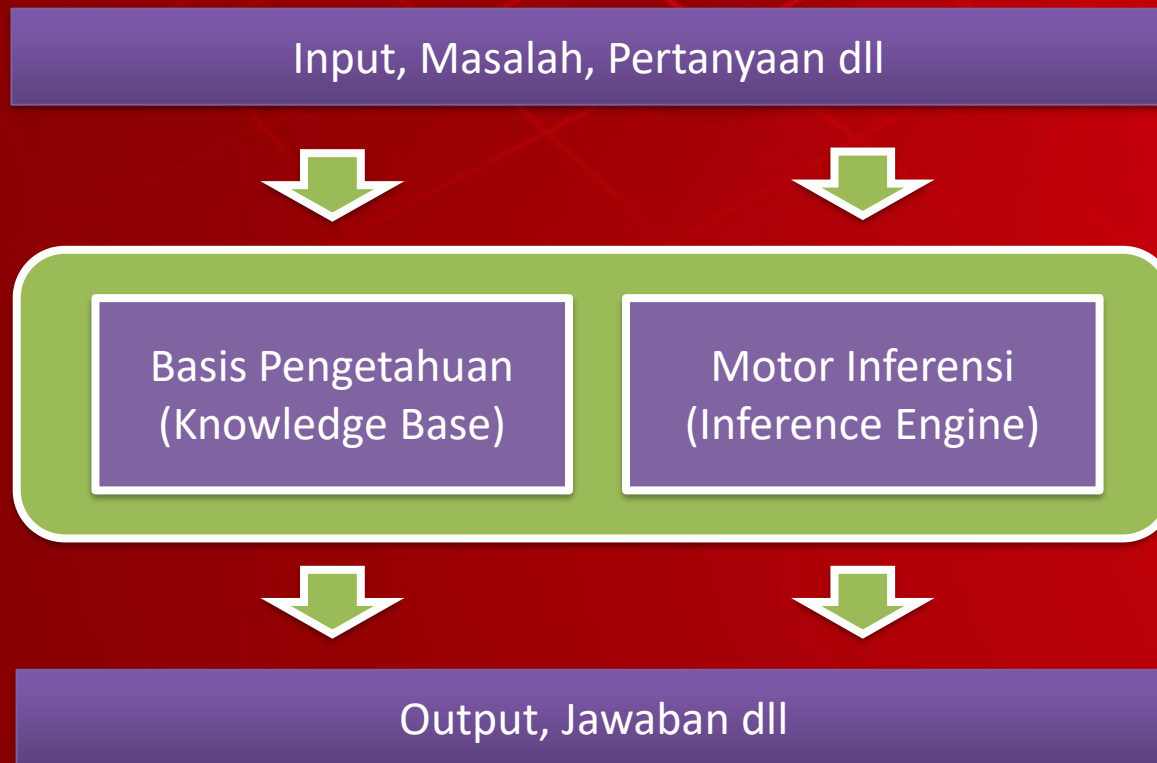 Input, Masalah, Pertanyaan dll
Basis Pengetahuan
(Knowledge Base)
Motor Inferensi
(Inference Engine)
Output, Jawaban dll